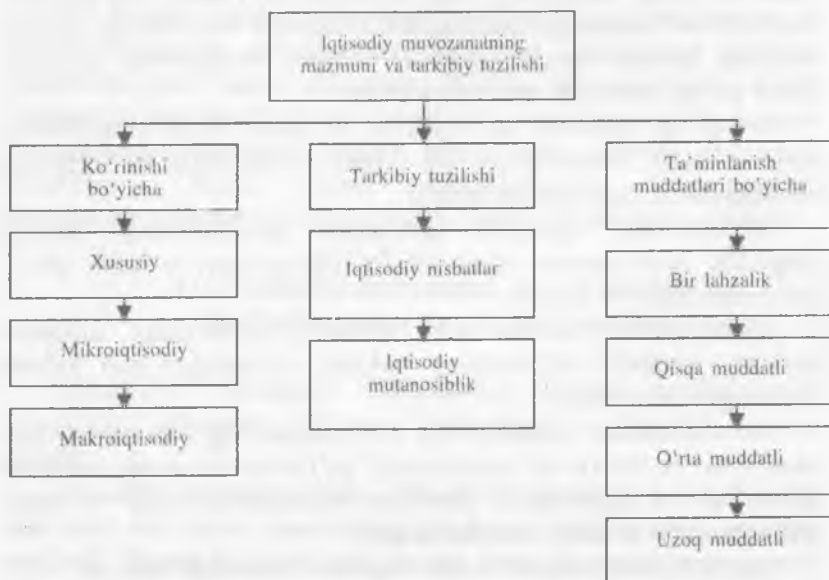 Iqtisodiy muvozanatning
mazmuni va tarkibiy tuzilishi
Ko'rinishi
bo'yicha
Xususiy
Mikroiqtisodiy
Makroiqtisodiy
Tarkibiy tuzilishi
Iqtisodiy nisbatlar
Iqtisodiy
mutanosiblik
Ta'minlanish
muddatlari bo'yicha
Bir lahzalik
Qisqa muddatli
O'rta muddatli
Uzoq muddatli